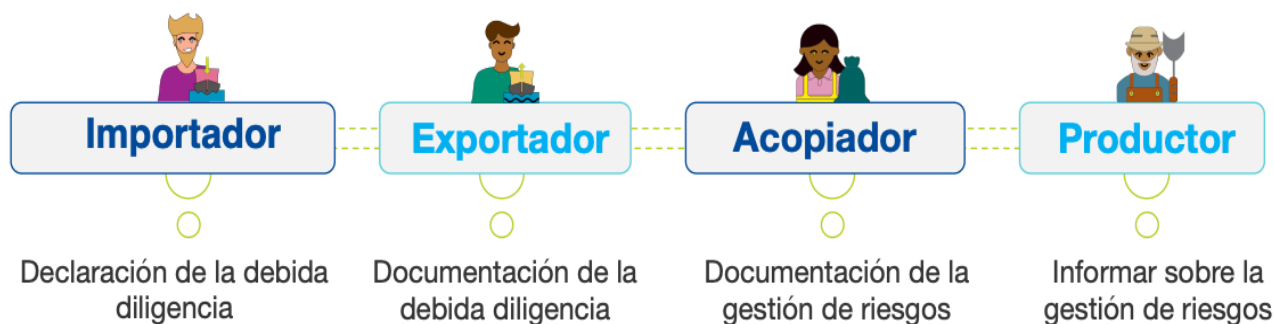 Importador
Exportador
Acopiador
Productor
Declaración de la debida
diligencia
Documentación de la
debida diligencia
Documentación de la
gestión de riesgos
Informar sobre la
gestión de riesgos